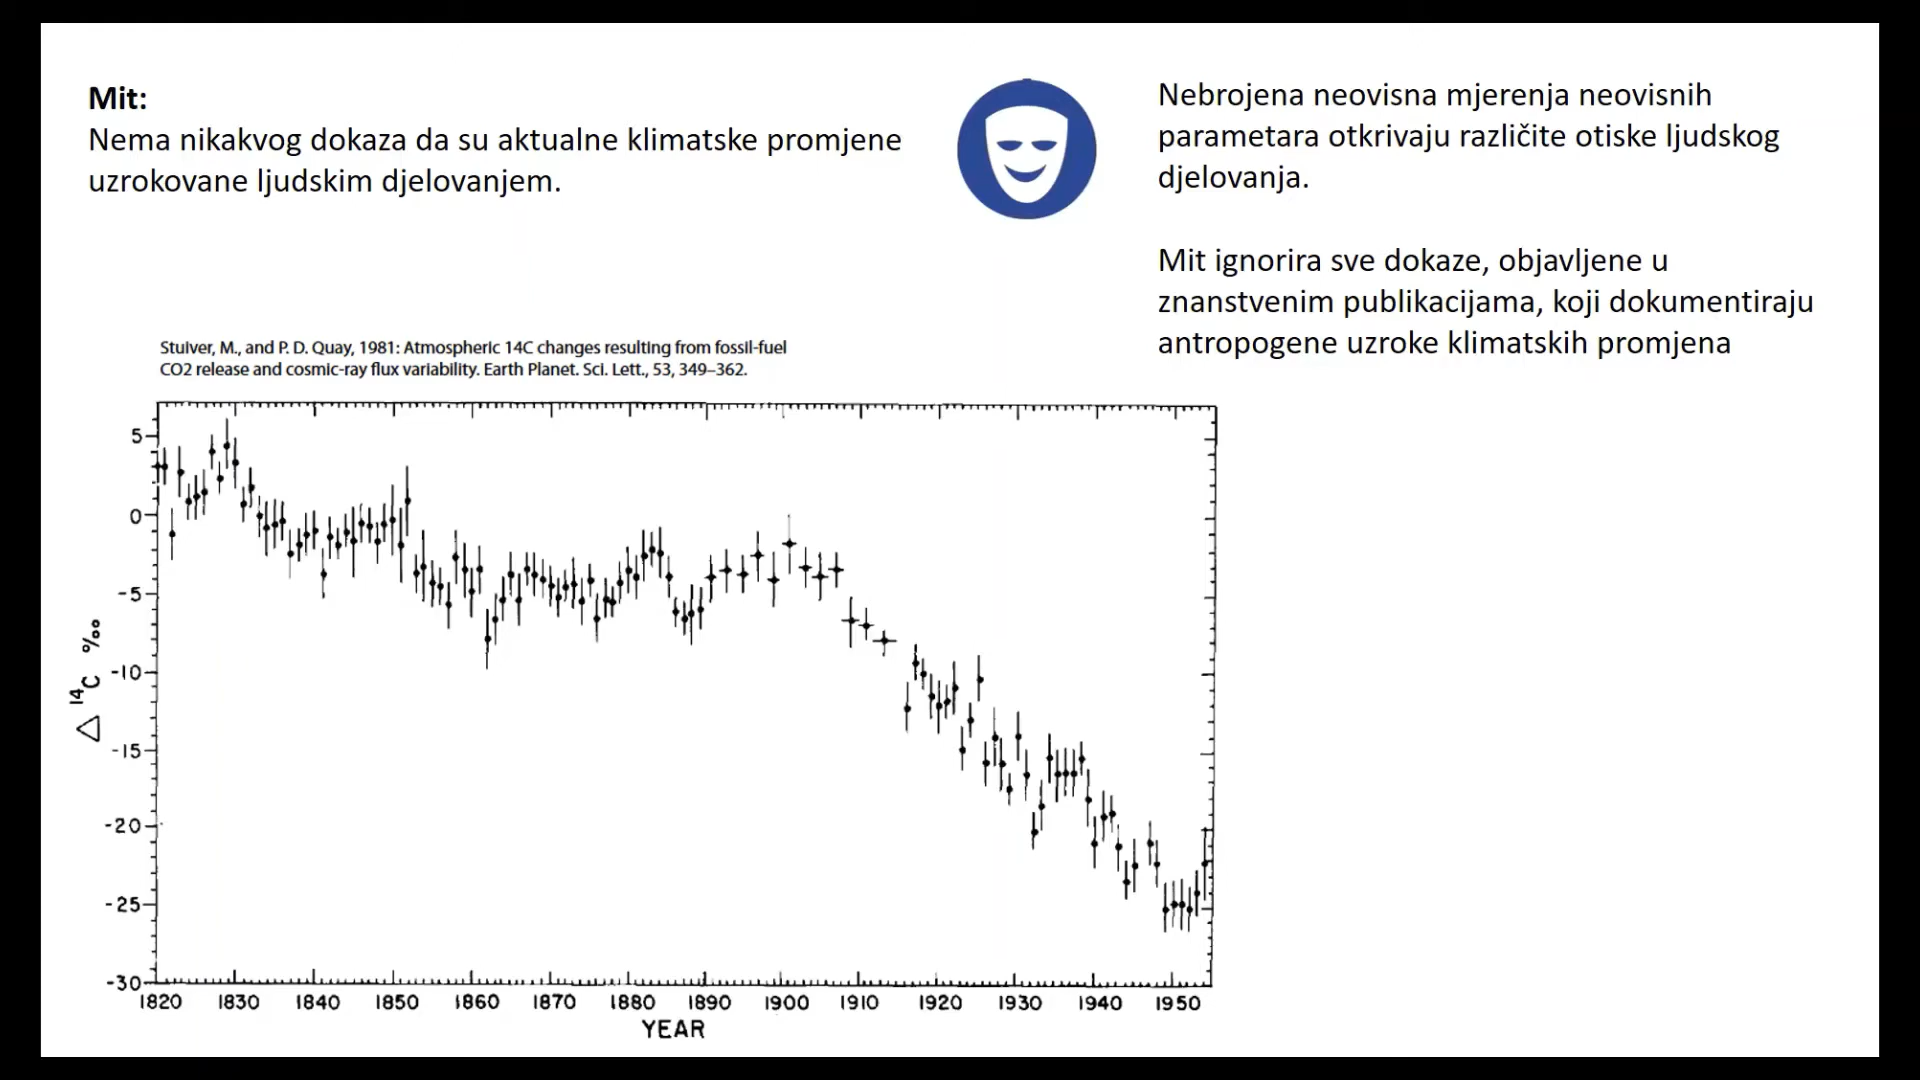 Mit:
Nema nikakvog dokaza da su aktualne klimatske promjene
uzrokovane ljudskim djelovanjem.
Nebrojena neovisna mjerenja neovisnih
parametara otkrivaju različite otiske ljudskog
djelovanja.
Mit ignorira sve dokaze, objavljene u
znanstvenim publikacijama, koji dokumentiraju
antropogene uzroke klimatskih promjena
Stuiver, M., and P. D. Quay, 1981: Atmospheric 14C changes resulting from fossil-fuel
CO2 release and cosmic-ray flux variability. Earth Planet. Sci. Lett., 53, 349–362.
5
0
-5
-10
-15
-20
-25
-30
Δ 14C ‰
1820 1830 1840 1850 1860 1870 1880 1890 1900 1910 1920 1930 1940 1950
YEAR